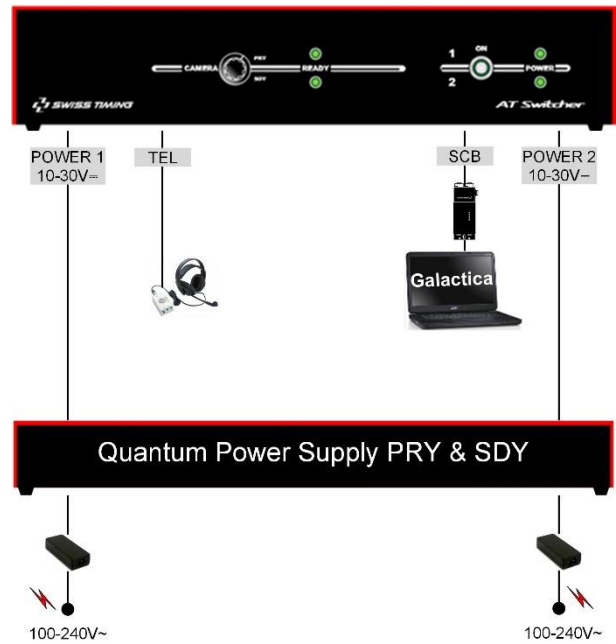 PRY
CAMERA
SDY
READY
1
ON
2
POWER
SWISS TIMING
AT Switcher
POWER 1
10-30V=
TEL
SCB
POWER 2
10-30V–
Galactica
Quantum Power Supply PRY & SDY
100-240V~
100-240V~